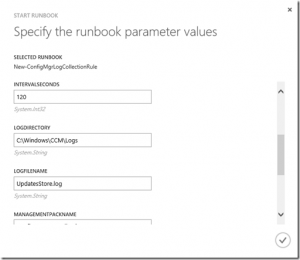 START RUNBOOK
Specify the runbook parameter values
SELECTED RUNBOOK
New-ConfigMgrLogCollectionRule
INTERVALSECONDS
120
System.Int32
LOGDIRECTORY
C:\Windows\CCM\Logs
System.String
LOGFILENAME
UpdatesStore.log
System.String
MANAGEMENTPACKNAME